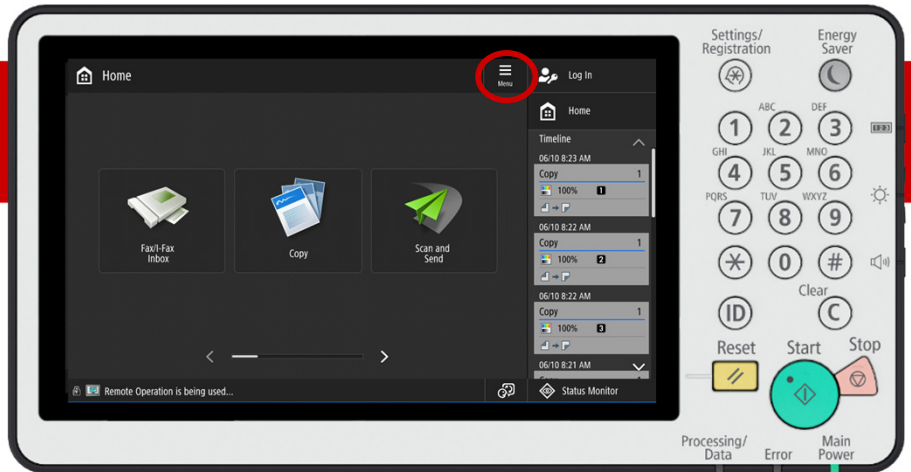 Home
Menu
Log In
Home
Timeline
06/10 8:23 AM
Copy 1
100% 1
06/10 8:22 AM
Copy 1
100% 2
06/10 8:22 AM
Copy 1
100% 3
06/10 8:21 AM
Fax/I-Fax
Inbox
Copy
Scan and
Send
Remote Operation is being used...
Status Monitor
Settings/
Registration
Energy
Saver
ABC DEF
1 2 3
GHI JKL MNO
4 5 6
PQRS TUV WXYZ
7 8 9
0 #
Clear
ID C
Reset Start Stop
Processing/
Data
Error
Main
Power